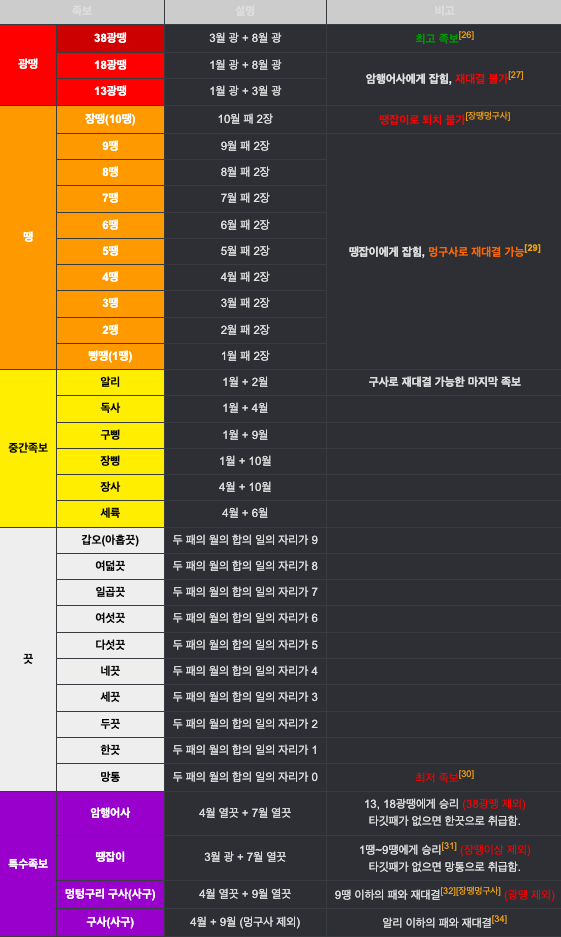 족보 설명 비고
광땡
38광땡 3월 광 + 8월 광 최고 족보[26]
18광땡 1월 광 + 8월 광 암행어사에게 잡힘, 재대결 불가[27]
13광땡 1월 광 + 3월 광
땡
장땡(10땡) 10월 패 2장 땡잡이로 퇴치 불가[장땡멍구사]
9땡 9월 패 2장 땡잡이에게 잡힘, 멍구사로 재대결 가능[29]
8땡 8월 패 2장
7땡 7월 패 2장
6땡 6월 패 2장
5땡 5월 패 2장
4땡 4월 패 2장
3땡 3월 패 2장
2땡 2월 패 2장
삥땡(1땡) 1월 패 2장
중간족보
알리 1월 + 2월 구사로 재대결 가능한 마지막 족보
독사 1월 + 4월
구삥 1월 + 9월
장삥 1월 + 10월
장사 4월 + 10월
세륙 4월 + 6월
끗
갑오(아홉끗) 두 패의 월의 합의 일의 자리가 9
여덟끗 두 패의 월의 합의 일의 자리가 8
일곱끗 두 패의 월의 합의 일의 자리가 7
여섯끗 두 패의 월의 합의 일의 자리가 6
다섯끗 두 패의 월의 합의 일의 자리가 5
네끗 두 패의 월의 합의 일의 자리가 4
세끗 두 패의 월의 합의 일의 자리가 3
두끗 두 패의 월의 합의 일의 자리가 2
한끗 두 패의 월의 합의 일의 자리가 1
망통 두 패의 월의 합의 일의 자리가 0 최저 족보[30]
특수족보
암행어사 4월 열끗 + 7월 열끗 13, 18광땡에게 승리 (38광땡 제외)
타깃패가 없으면 한끗으로 취급함.
땡잡이 3월 광 + 7월 열끗 1땡~9땡에게 승리[31] (장땡이상 제외)
타깃패가 없으면 망통으로 취급함.
멍텅구리 구사(사구) 4월 열끗 + 9월 열끗 9땡 이하의 패와 재대결[32][장땡멍구사] (광땡 제외)
구사(사구) 4월 + 9월 (멍구사 제외) 알리 이하의 패와 재대결[34]